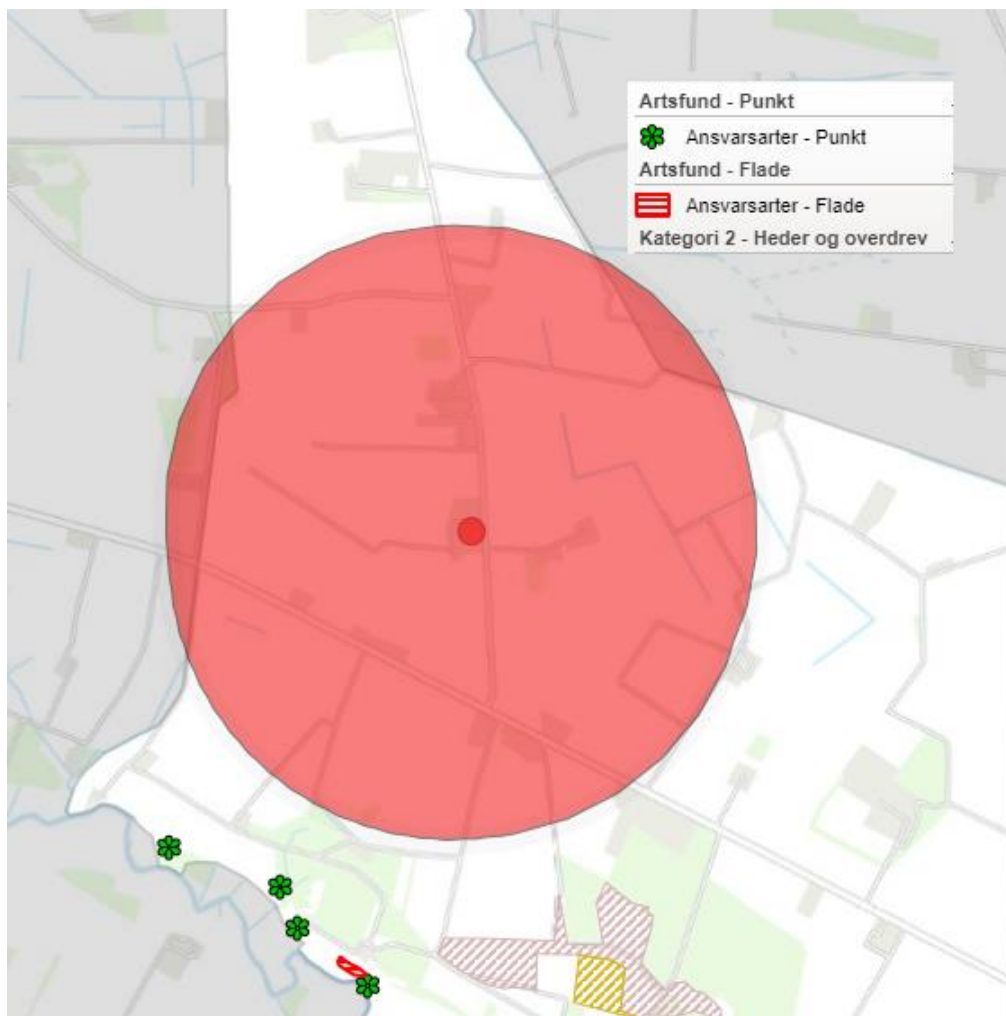 Artsfund - Punkt
Ansvarsarter - Punkt
Artsfund - Flade
Ansvarsarter - Flade
Kategori 2 - Heder og overdrev